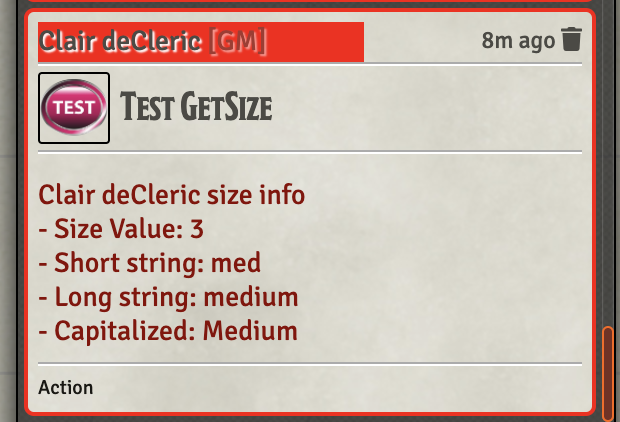 Clair deCleric [GM] 8m ago
TEST Test GetSize
Clair deCleric size info
- Size Value: 3
- Short string: med
- Long string: medium
- Capitalized: Medium
Action